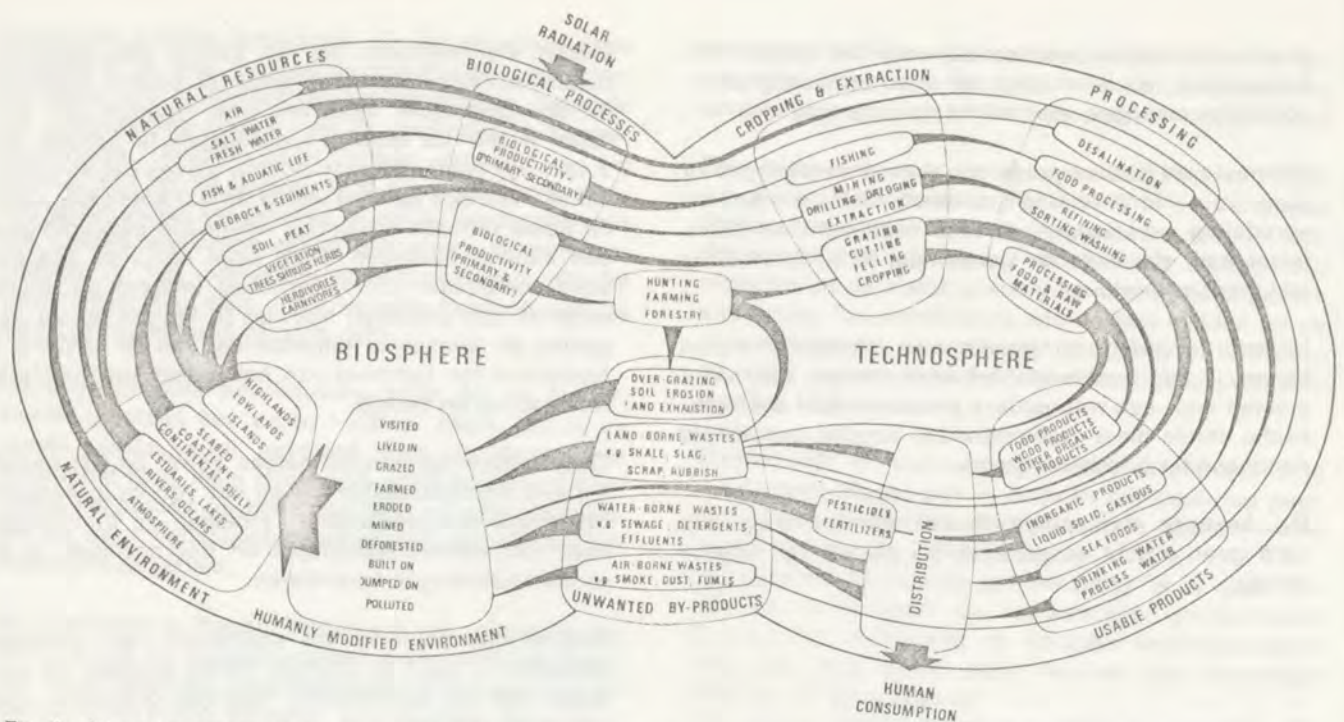 SOLAR
RADIATION
NATURAL RESOURCES
BIOLOGICAL PROCESSES
CROPPING & EXTRACTION
PROCESSING
AIR
SALT WATER
FRESH WATER
FISH & AQUATIC LIFE
BEDROCK & SEDIMENTS
SOIL, PEAT
VEGETATION
TREES SHRUBS HERBS
HERBIVORES
CARNIVORES
BIOLOGICAL
PRODUCTIVITY-
(PRIMARY SECONDARY)
BIOLOGICAL
PRODUCTIVITY
(PRIMARY &
SECONDARY)
HUNTING
FARMING
FORESTRY
FISHING
MINING
DRILLING, DREDGING
EXTRACTION
GRAZING
CUTTING
FELLING
CROPPING
DESALINATION
FOOD PROCESSING
REFINING
SORTING WASHING
PROCESSING
FOOD & RAW
MATERIALS
BIOSPHERE
TECHNOSPHERE
HIGHLANDS
LOWLANDS
ISLANDS
SEABED
COASTLINE
CONTINENTAL SHELF
ESTUARIES, LAKES
RIVERS OCEANS
ATMOSPHERE
NATURAL ENVIRONMENT
VISITED
LIVED IN
GRAZED
FARMED
ERODED
MINED
DEFORESTED
BUILT ON
DUMPED ON
POLLUTED
HUMANLY MODIFIED ENVIRONMENT
OVER-GRAZING
SOIL EROSION
AND EXHAUSTION
LAND-BORNE WASTES
e.g SHALE, SLAG,
SCRAP, RUBBISH
WATER-BORNE WASTES
e.g SEWAGE, DETERGENTS
EFFLUENTS
AIR-BORNE WASTES
e.g SMOKE, DUST, FUMES
UNWANTED BY-PRODUCTS
PESTICIDES
FERTILIZERS
DISTRIBUTION
FOOD PRODUCTS
WOOD PRODUCTS
OTHER ORGANIC
PRODUCTS
INORGANIC PRODUCTS
LIQUID, SOLID, GASEOUS
SEA FOODS
DRINKING WATER
PROCESS WATER
USABLE PRODUCTS
HUMAN
CONSUMPTION